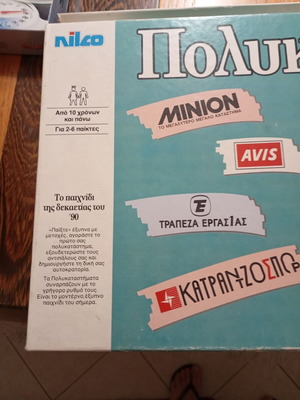 Nilco
Πολυκ
Από 10 χρόνων
και πάνω
Για 2-6 παίκτες
MINION
ΤΟ ΜΕΓΑΛΥΤΕΡΟ ΜΕΓΑΛΟ ΚΑΤΑΣΤΗΜΑ
AVIS
Το παιχνίδι
της δεκαετίας του
'90
ΤΡΑΠΕΖΑ ΕΡΓΑΣΙΑΣ
«Παίξτε» έξυπνα με
μετοχές, αγοράστε το
πρώτο σας
πολυκατάστημα,
εξουδετερώστε τους
αντιπάλους σας και
δημιουργήστε τη δική σας
αυτοκρατορία.
Τα Πολυκαταστήματα
συναρπάζουν με το
γρήγορο ρυθμό τους.
Είναι το μοντέρνο έξυπνο
παιχνίδι του σήμερα.
ΚΑΤΡΑΝΤΖΟΣ ΣΠΟΡ